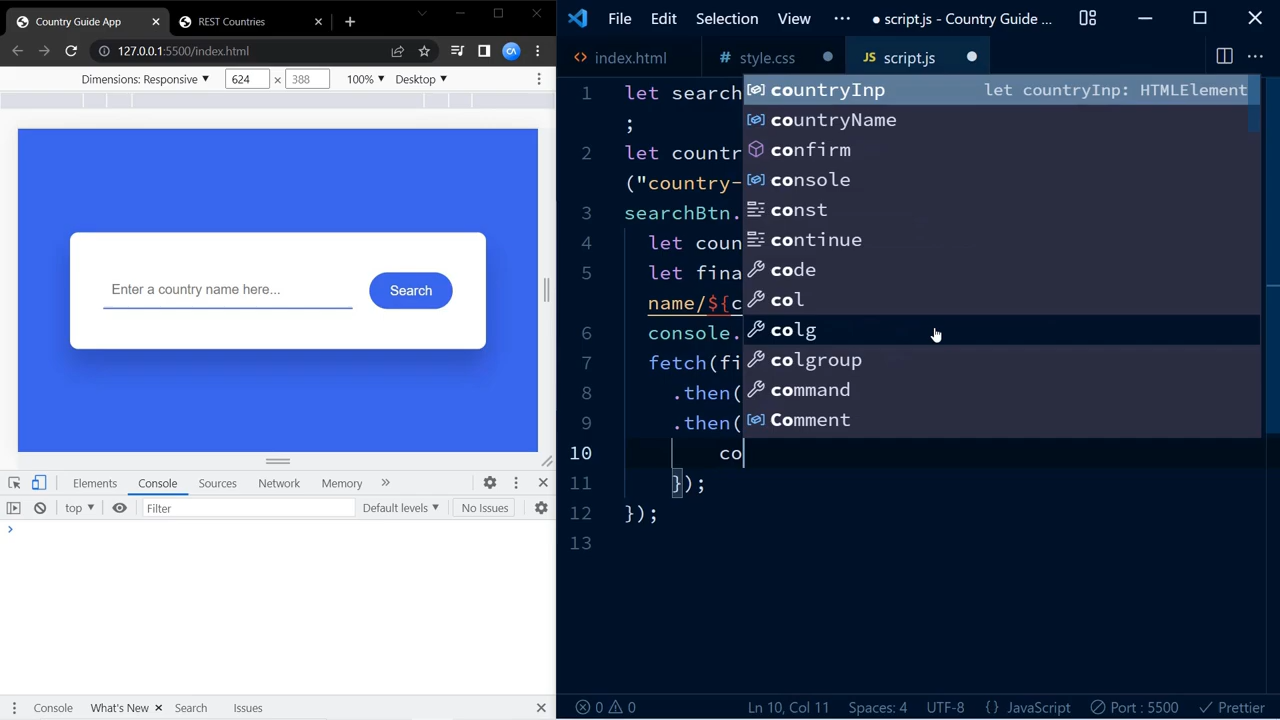 Country Guide App
REST Countries
File Edit Selection View ··· ● script.js - Country Guide ...
127.0.0.1:5500/index.html
CA
index.html
# style.css
JS script.js
Dimensions: Responsive 624 × 388 100% Desktop
1 let search
;
2 let countr
("country-
3 searchBtn.
4 let coun
5 let fina
name/${c
6 console.
7 fetch(fi
8 .then(
9 .then(
10 co
11 });
12 });
13
countryInp let countryInp: HTMLElement
countryName
confirm
console
const
continue
code
col
colg
colgroup
command
Comment
Enter a country name here...
Search
Elements Console Sources Network Memory »
top Filter Default levels No Issues
>
Console What's New Search Issues
0 0 Ln 10, Col 11 Spaces: 4 UTF-8 {} JavaScript Port : 5500 Prettier